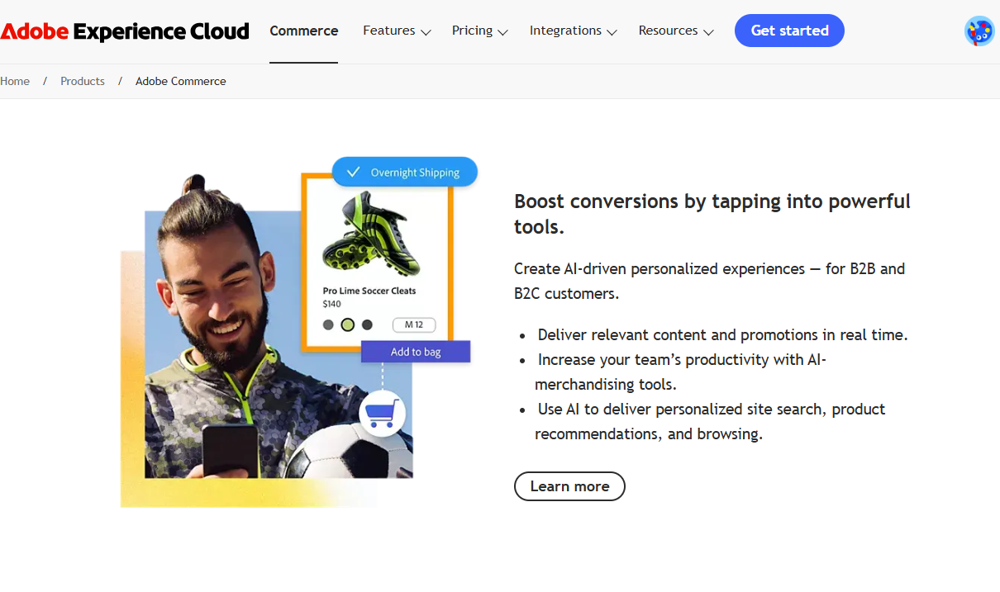 Adobe Experience Cloud Commerce Features Pricing Integrations Resources Get started
Home / Products / Adobe Commerce
Overnight Shipping
Pro Lime Soccer Cleats
$140
M 12
Add to bag
Boost conversions by tapping into powerful
tools.
Create AI-driven personalized experiences — for B2B and
B2C customers.
• Deliver relevant content and promotions in real time.
• Increase your team’s productivity with AI-
merchandising tools.
• Use AI to deliver personalized site search, product
recommendations, and browsing.
Learn more